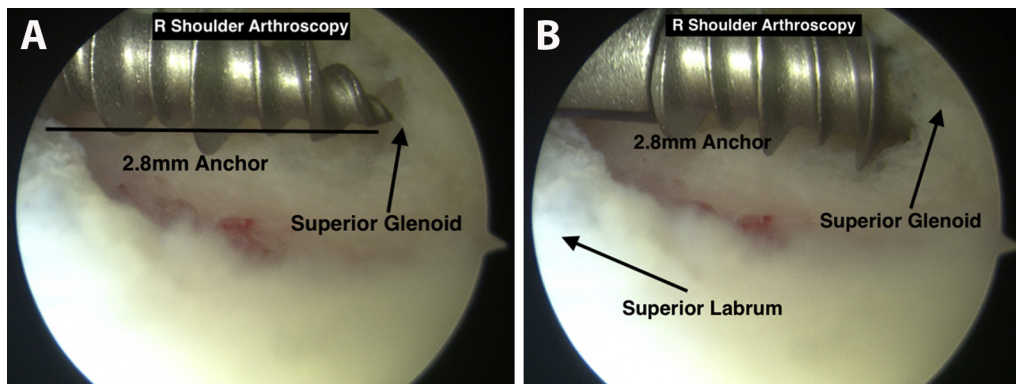 A
R Shoulder Arthroscopy
2.8mm Anchor
Superior Glenoid
B
R Shoulder Arthroscopy
2.8mm Anchor
Superior Glenoid
Superior Labrum